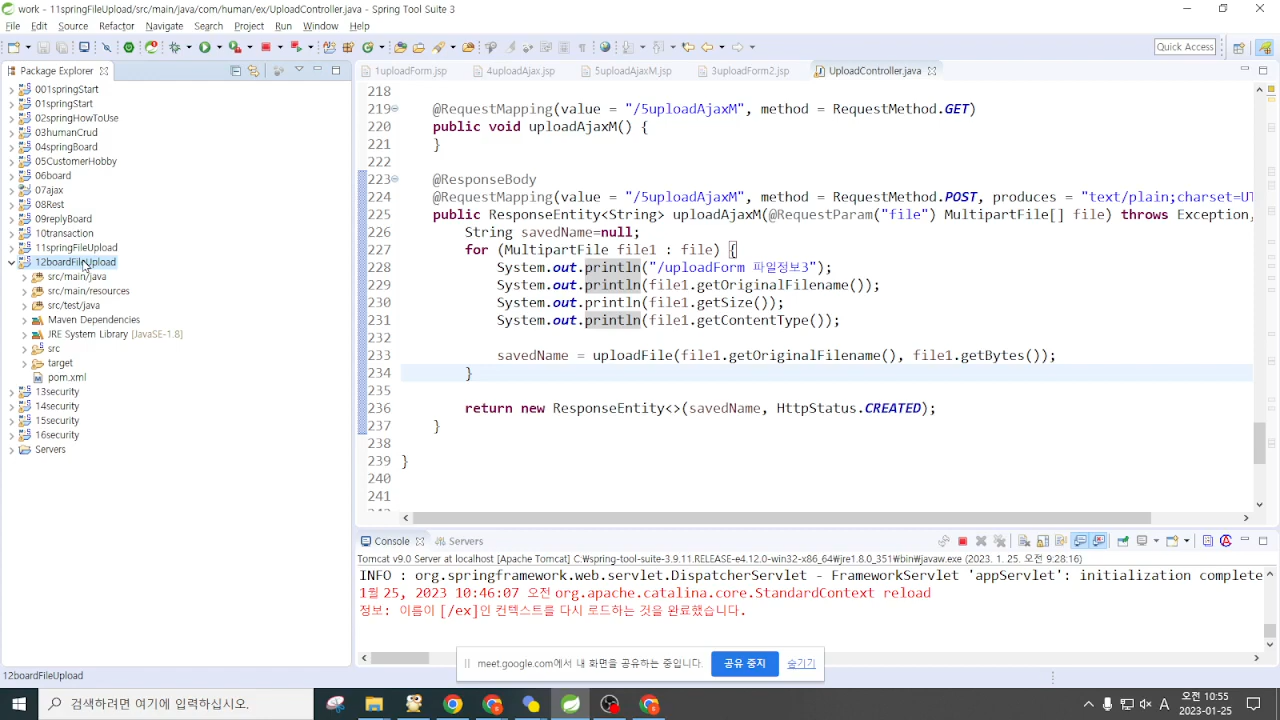 work - 11springFileUpload/src/main/java/com/human/ex/UploadController.java - Spring Tool Suite 3
File Edit Source Refactor Navigate Search Project Run Window Help
Quick Access
Package Explorer
1uploadForm.jsp 4uploadAjax.jsp 5uploadAjaxM.jsp 3uploadForm2.jsp UploadController.java
001springStart
01springStart
02springHowToUse
03humanCrud
04springBoard
05CustomerHobby
06board
07ajax
08Rest
09replyBoard
10transactionInterceptor
11springFileUpload
12boardFileUpload
src/main/java
src/main/resources
src/test/java
Maven Dependencies
JRE System Library [JavaSE-1.8]
src
target
pom.xml
13security
14security
15security
16security
Servers
218
219 @RequestMapping(value = "/5uploadAjaxM", method = RequestMethod.GET)
220 public void uploadAjaxM() {
221 }
222
223 @ResponseBody
224 @RequestMapping(value = "/5uploadAjaxM", method = RequestMethod.POST, produces = "text/plain;charset=UT
225 public ResponseEntity<String> uploadAjaxM(@RequestParam("file") MultipartFile[] file) throws Exception,
226 String savedName=null;
227 for (MultipartFile file1 : file) {
228 System.out.println("/uploadForm 파일정보3");
229 System.out.println(file1.getOriginalFilename());
230 System.out.println(file1.getSize());
231 System.out.println(file1.getContentType());
232
233 savedName = uploadFile(file1.getOriginalFilename(), file1.getBytes());
234 }
235
236 return new ResponseEntity<>(savedName, HttpStatus.CREATED);
237 }
238
239 }
240
241
Console Servers
Tomcat v9.0 Server at localhost [Apache Tomcat] C:₩spring-tool-suite-3.9.11.RELEASE-e4.12.0-win32-x86_64₩jre1.8.0_351₩bin₩javaw.exe (2023. 1. 25. 오전 9:28:16)
INFO : org.springframework.web.servlet.DispatcherServlet - FrameworkServlet 'appServlet': initialization complete
1월 25, 2023 10:46:07 오전 org.apache.catalina.core.StandardContext reload
정보: 이름이 [/ex]인 컨텍스트를 다시 로드하는 것을 완료했습니다.
meet.google.com에서 내 화면을 공유하는 중입니다. 공유 중지 숨기기
12boardFileUpload
검색하려면 여기에 입력하십시오.
A
오전 10:55
2023-01-25